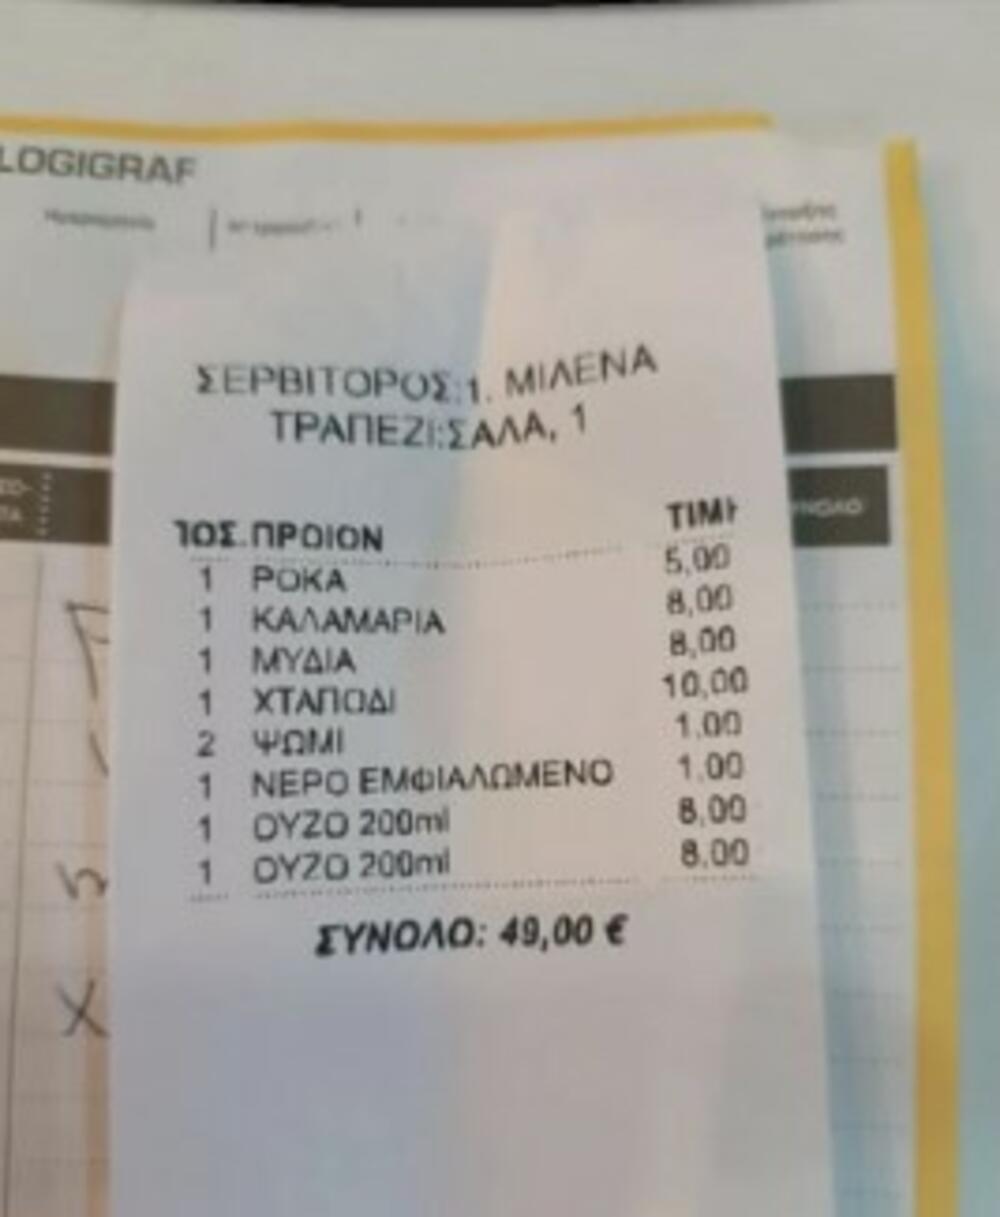 LOGIGRAF
ΣΕΡΒΙΤΟΡΟΣ:1. ΜΙΛΕΝΑ
ΤΡΑΠΕΖΙ:ΣΑΛΑ, 1
ΠΟΣ. ΠΡΟΙΟΝ ΤΙΜΗ
1 ΡΟΚΑ 5,00
1 ΚΑΛΑΜΑΡΙΑ 8,00
1 ΜΥΔΙΑ 8,00
1 ΧΤΑΠΟΔΙ 10,00
2 ΨΩΜΙ 1.00
1 ΝΕΡΟ ΕΜΦΙΑΛΩΜΕΝΟ 1.00
1 ΟΥΖΟ 200ml 8,00
1 ΟΥΖΟ 200ml 8.00
ΣΥΝΟΛΟ: 49,00 €